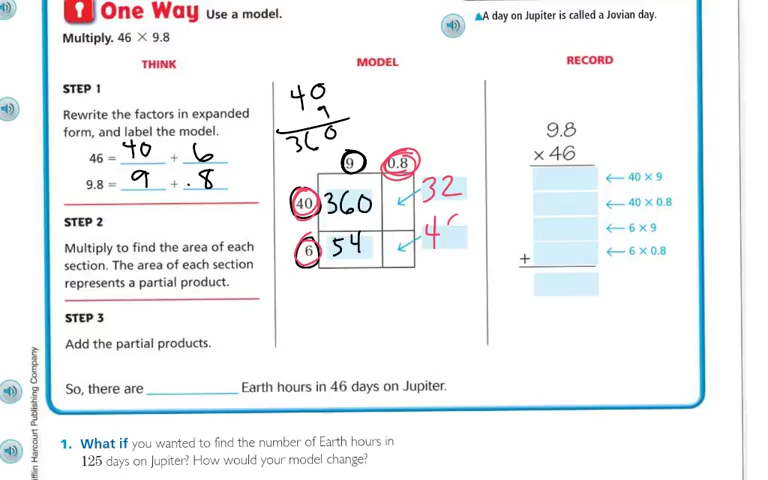 One Way Use a model.
▲A day on Jupiter is called a Jovian day.
Multiply. 46 × 9.8
THINK
MODEL
RECORD
STEP 1
Rewrite the factors in expanded
form, and label the model.
46 = 40 + 6
9.8 = 9 + .8
STEP 2
Multiply to find the area of each
section. The area of each section
represents a partial product.
STEP 3
Add the partial products.
40
9
360
9 0.8
40 360 32
6 54
9.8
× 46
← 40 × 9
← 40 × 0.8
← 6 × 9
+ ← 6 × 0.8
So, there are ____________ Earth hours in 46 days on Jupiter.
1. What if you wanted to find the number of Earth hours in
125 days on Jupiter? How would your model change?
Harcourt Publishing Company